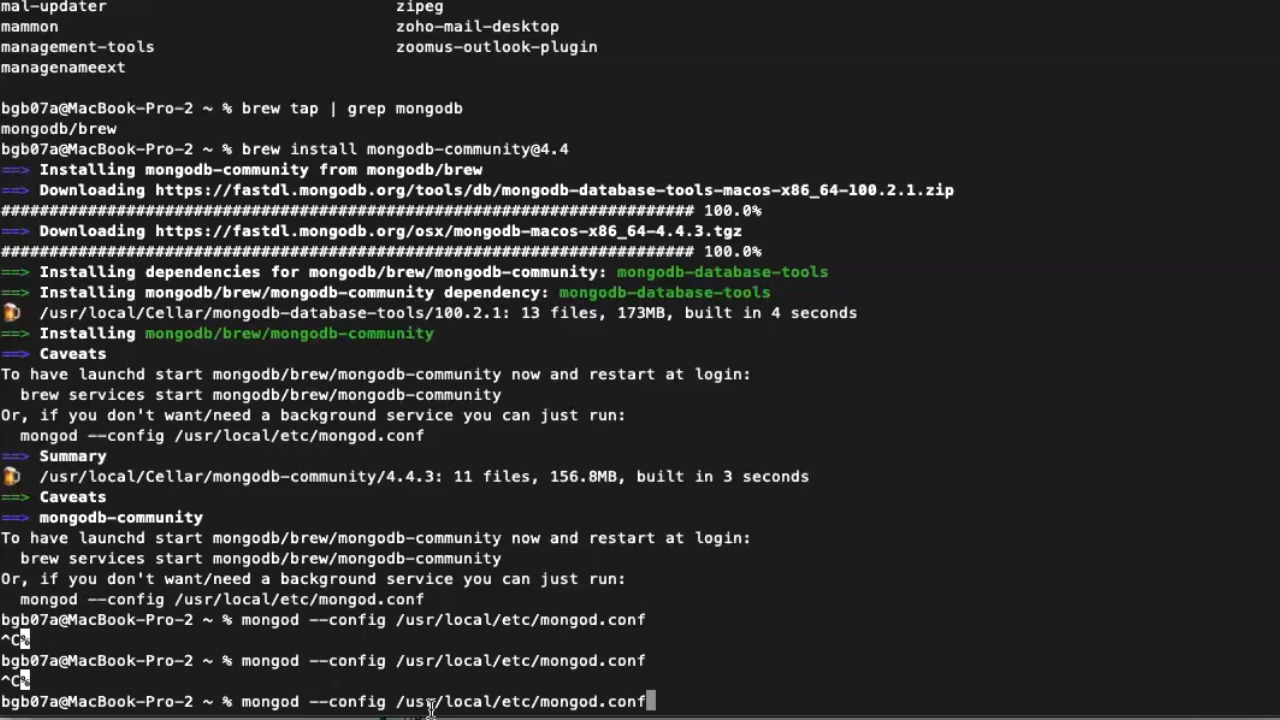 mal-updater zipeg
mammon zoho-mail-desktop
management-tools zoomus-outlook-plugin
managenameext
bgb07a@MacBook-Pro-2 ~ % brew tap | grep mongodb
mongodb/brew
bgb07a@MacBook-Pro-2 ~ % brew install mongodb-community@4.4
==> Installing mongodb-community from mongodb/brew
==> Downloading https://fastdl.mongodb.org/tools/db/mongodb-database-tools-macos-x86_64-100.2.1.zip
######################################################################## 100.0%
==> Downloading https://fastdl.mongodb.org/osx/mongodb-macos-x86_64-4.4.3.tgz
######################################################################## 100.0%
==> Installing dependencies for mongodb/brew/mongodb-community: mongodb-database-tools
==> Installing mongodb/brew/mongodb-community dependency: mongodb-database-tools
🍺  /usr/local/Cellar/mongodb-database-tools/100.2.1: 13 files, 173MB, built in 4 seconds
==> Installing mongodb/brew/mongodb-community
==> Caveats
To have launchd start mongodb/brew/mongodb-community now and restart at login:
  brew services start mongodb/brew/mongodb-community
Or, if you don't want/need a background service you can just run:
  mongod --config /usr/local/etc/mongod.conf
==> Summary
🍺  /usr/local/Cellar/mongodb-community/4.4.3: 11 files, 156.8MB, built in 3 seconds
==> Caveats
==> mongodb-community
To have launchd start mongodb/brew/mongodb-community now and restart at login:
  brew services start mongodb/brew/mongodb-community
Or, if you don't want/need a background service you can just run:
  mongod --config /usr/local/etc/mongod.conf
bgb07a@MacBook-Pro-2 ~ % mongod --config /usr/local/etc/mongod.conf
^C%
bgb07a@MacBook-Pro-2 ~ % mongod --config /usr/local/etc/mongod.conf
^C%
bgb07a@MacBook-Pro-2 ~ % mongod --config /usr/local/etc/mongod.conf